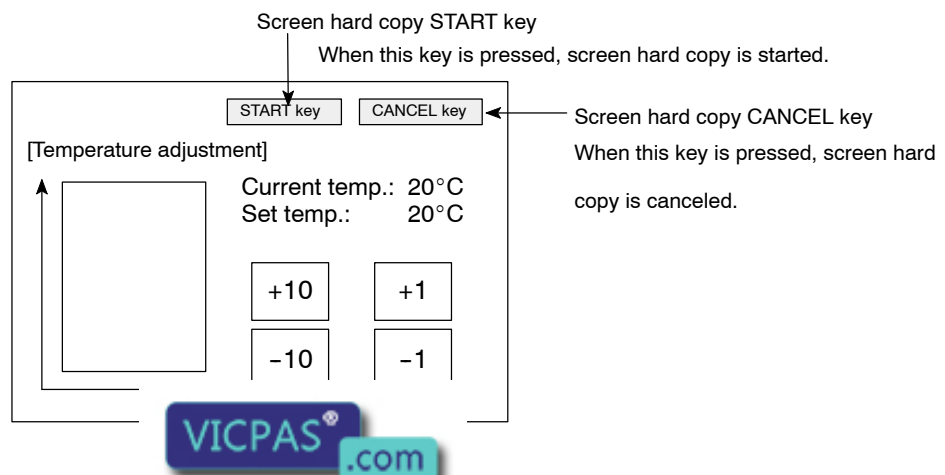 Screen hard copy START key
When this key is pressed, screen hard copy is started.
START key
CANCEL key
Screen hard copy CANCEL key
When this key is pressed, screen hard
copy is canceled.
[Temperature adjustment]
Current temp.: 20°C
Set temp.: 20°C
+10
+1
−10
−1
VICPAS®
.com